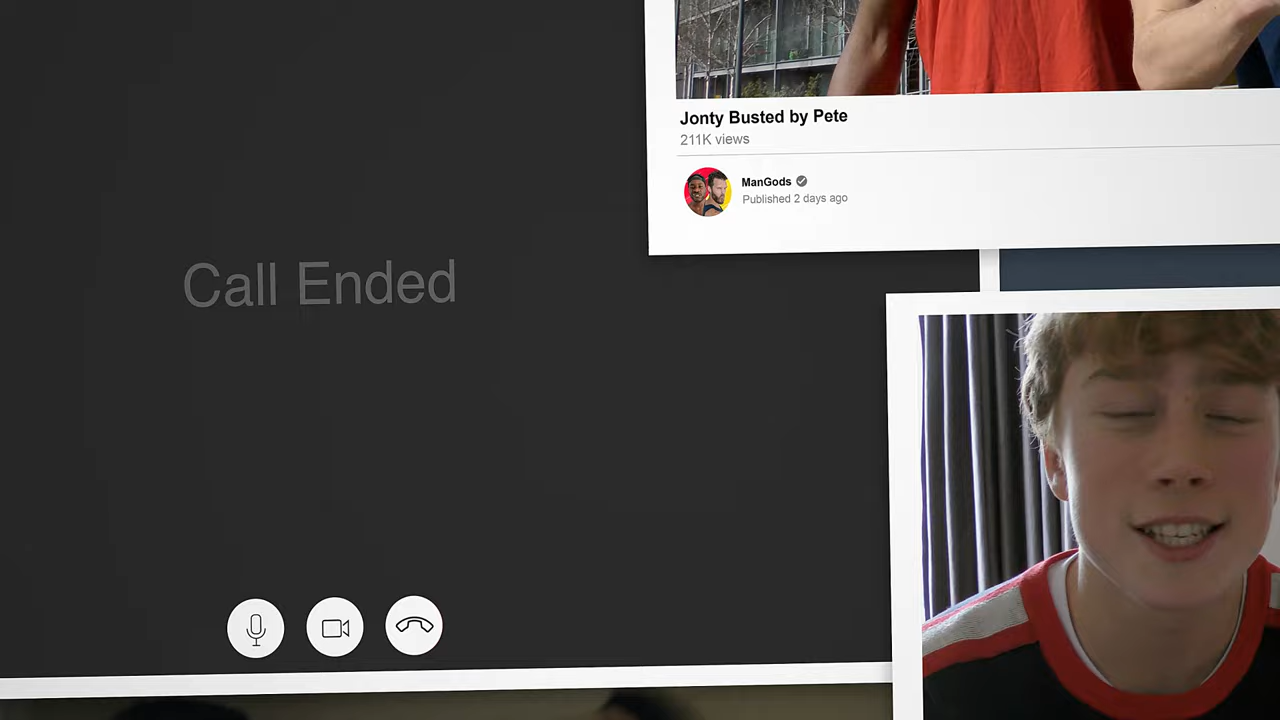 Jonty Busted by Pete
211K views
ManGods
Published 2 days ago
Call Ended